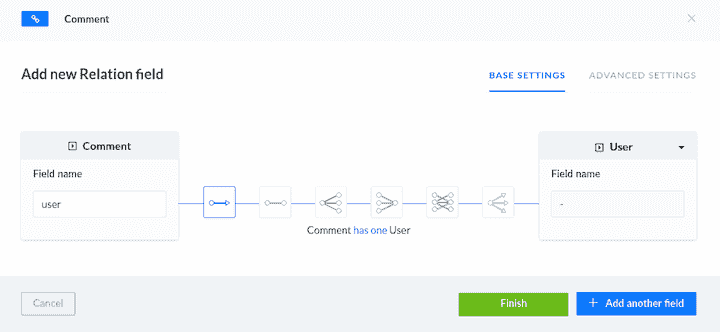 Comment
Add new Relation field
BASE SETTINGS
ADVANCED SETTINGS
Comment
User
Field name
Field name
user
-
Comment has one User
Cancel
Finish
+ Add another field